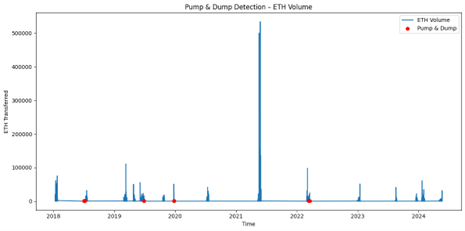 Pump & Dump Detection – ETH Volume
ETH Volume
Pump & Dump
500000
400000
300000
200000
100000
0
ETH Transferred
2018 2019 2020 2021 2022 2023 2024
Time